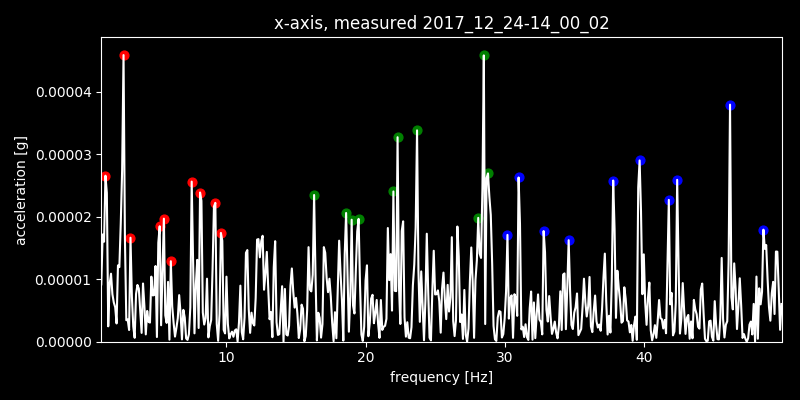 x-axis, measured 2017_12_24-14_00_02
acceleration [g]
0.00004
0.00003
0.00002
0.00001
0.00000
10 20 30 40
frequency [Hz]